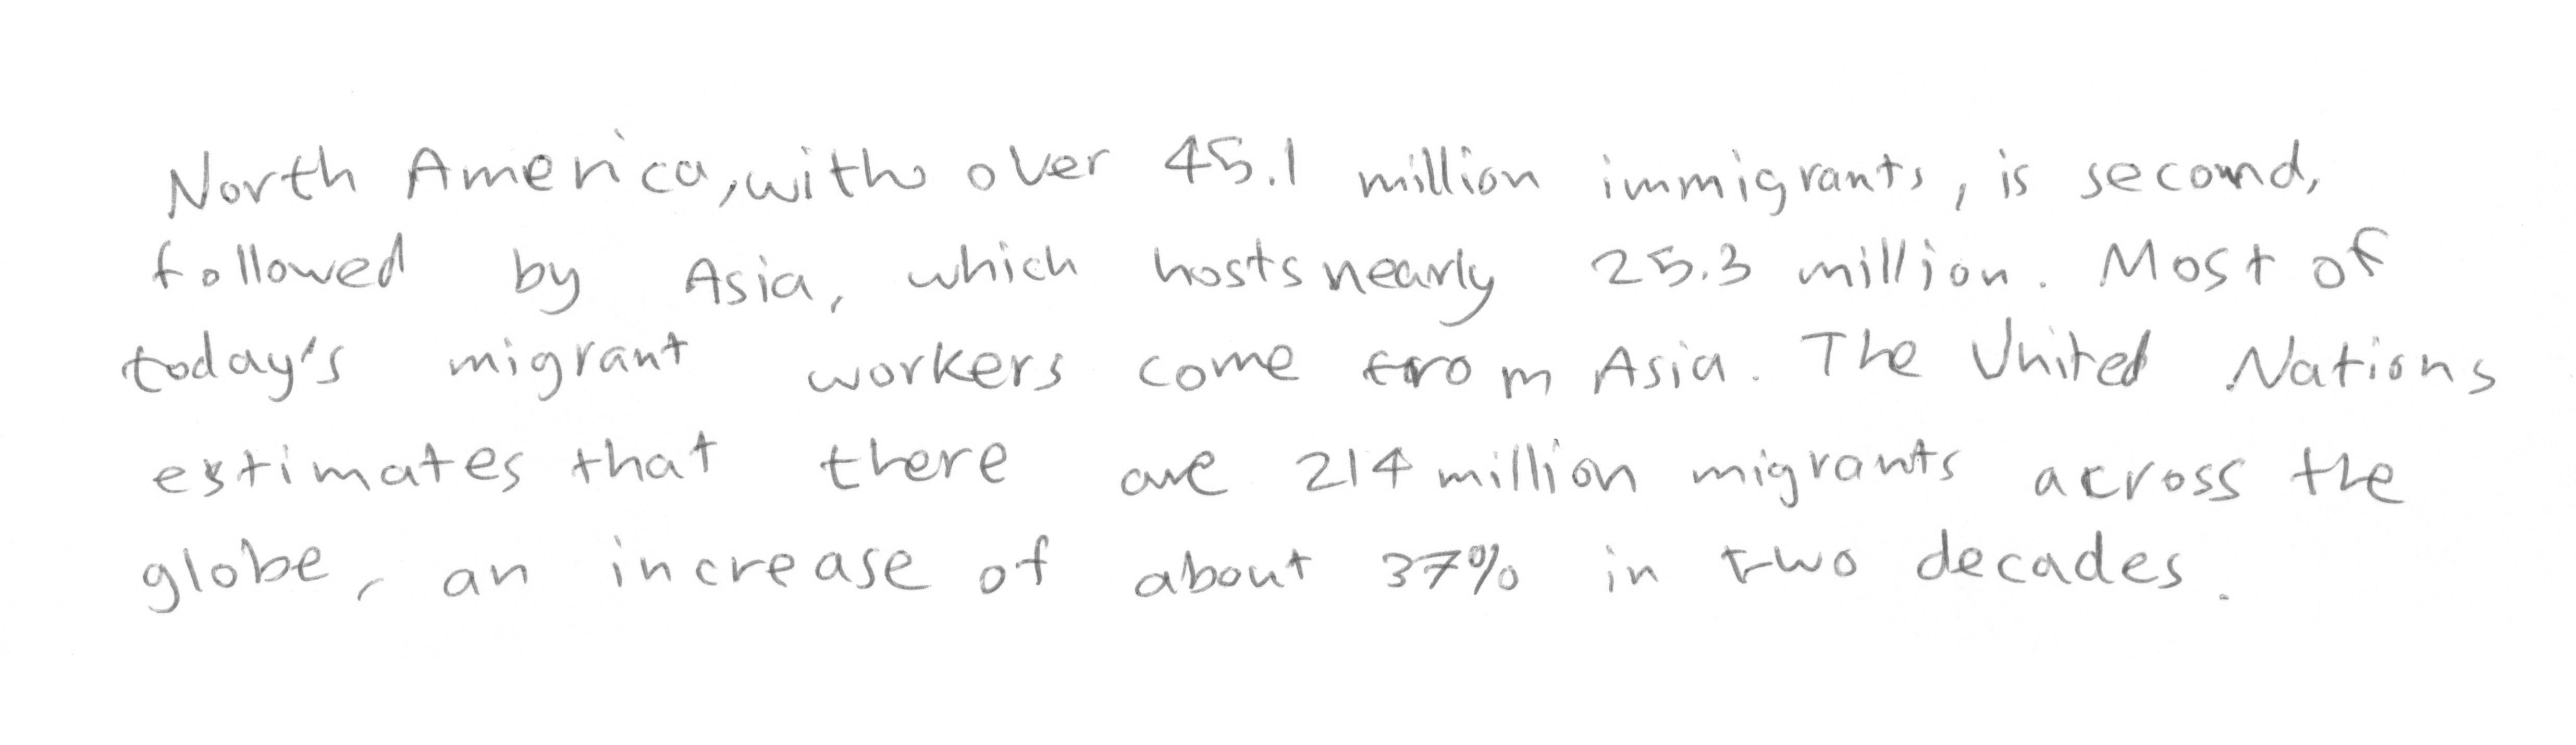 North America, with over 45.1 million immigrants, is second,
followed by Asia, which hosts nearly 25.3 million. Most of
today's migrant workers come from Asia. The United Nations
estimates that there are 214 million migrants across the
globe, an increase of about 37% in two decades.